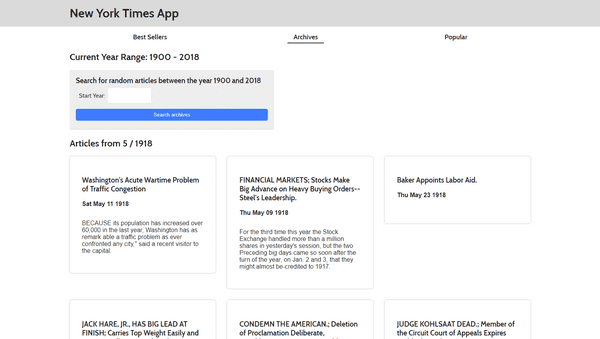 New York Times App
Best Sellers
Archives
Popular
Current Year Range: 1900 - 2018
Search for random articles between the year 1900 and 2018
Start Year:
Search archives
Articles from 5 / 1918
Washington's Acute Wartime Problem
of Traffic Congestion
Sat May 11 1918
BECAUSE its population has increased over
60,000 in the last year, Washington has as
remark able a traffic problem as ever
confronted any city," said a recent visitor to
the capital.
FINANCIAL MARKETS; Stocks Make
Big Advance on Heavy Buying Orders--
Steel's Leadership.
Thu May 09 1918
For the third time this year the Stock
Exchange handled more than a million
shares in yesterday's session, but the two
Preceding big days came so soon after the
turn of the year, on Jan. 2 and 3, that they
might almost be-credited to 1917.
Baker Appoints Labor Aid.
Thu May 23 1918
JACK HARE, JR., HAS BIG LEAD AT
FINISH; Carries Top Weight Easily and
CONDEMN THE AMERICAN.; Deletion
of Proclamation Deliberate,
JUDGE KOHLSAAT DEAD.; Member of
the Circuit Court of Appeals Expires